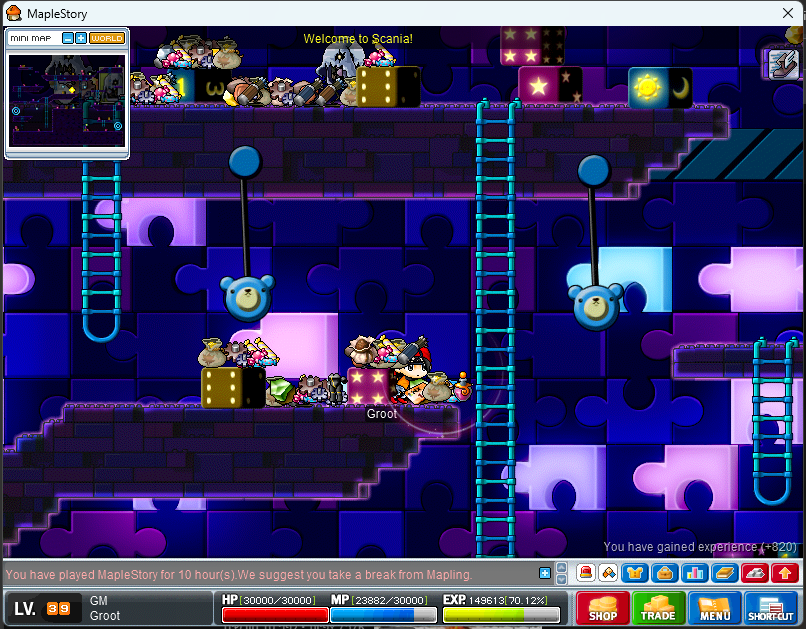 MapleStory
MINI MAP
WORLD
Welcome to Scania!
Groot
You have gained experience (+820)
You have played MapleStory for 10 hour(s).We suggest you take a break from Mapling.
LV. 39
GM
Groot
HP[30000/30000]
MP[23882/30000]
EXP 149613[70.12%]
SHOP
TRADE
MENU
SHORTCUT